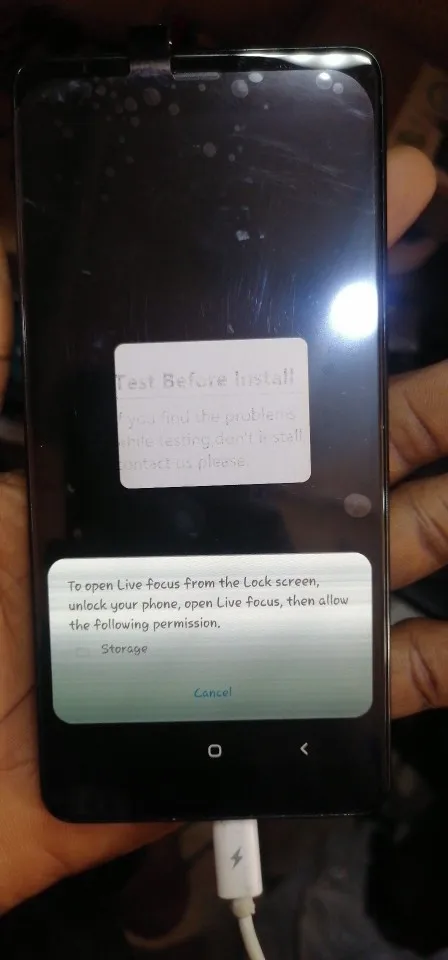 Test Before Install
if you find the problems
while testing,don't install
contact us please.
To open Live focus from the Lock screen,
unlock your phone, open Live focus, then allow
the following permission.
Storage
Cancel